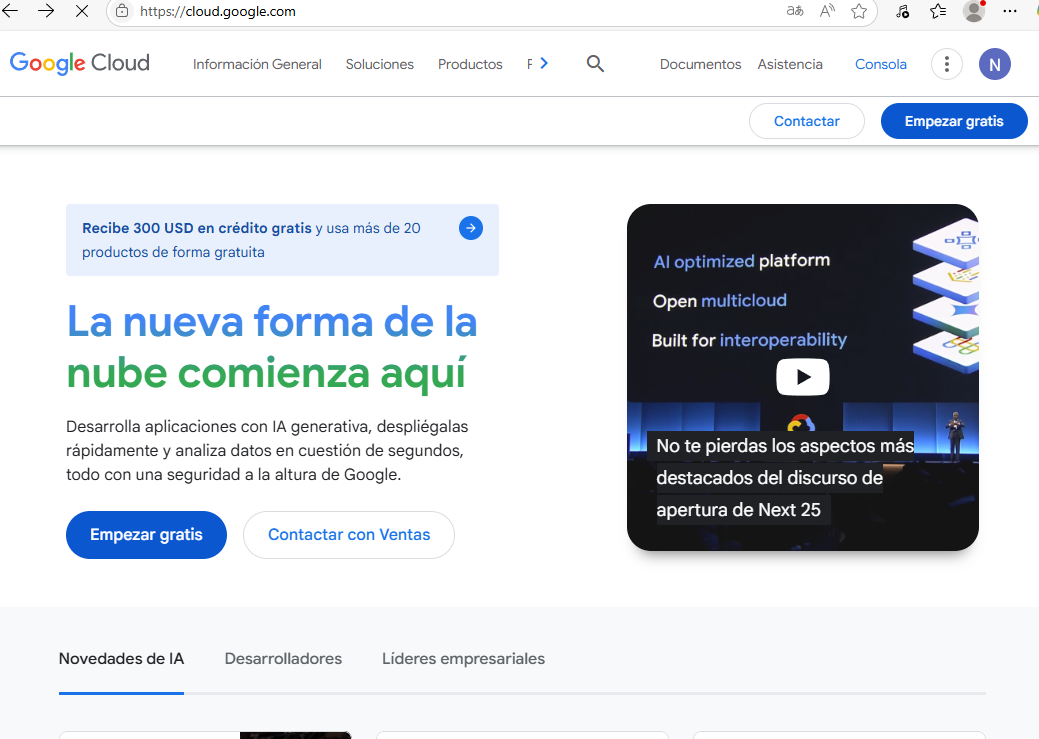 https://cloud.google.com
Google Cloud
Información General Soluciones Productos
Documentos Asistencia Consola
N
Contactar
Empezar gratis
Recibe 300 USD en crédito gratis y usa más de 20
productos de forma gratuita
La nueva forma de la
nube comienza aquí
Desarrolla aplicaciones con IA generativa, despliégalas
rápidamente y analiza datos en cuestión de segundos,
todo con una seguridad a la altura de Google.
Empezar gratis
Contactar con Ventas
AI optimized platform
Open multicloud
Built for interoperability
No te pierdas los aspectos más
destacados del discurso de
apertura de Next 25
Novedades de IA
Desarrolladores
Líderes empresariales